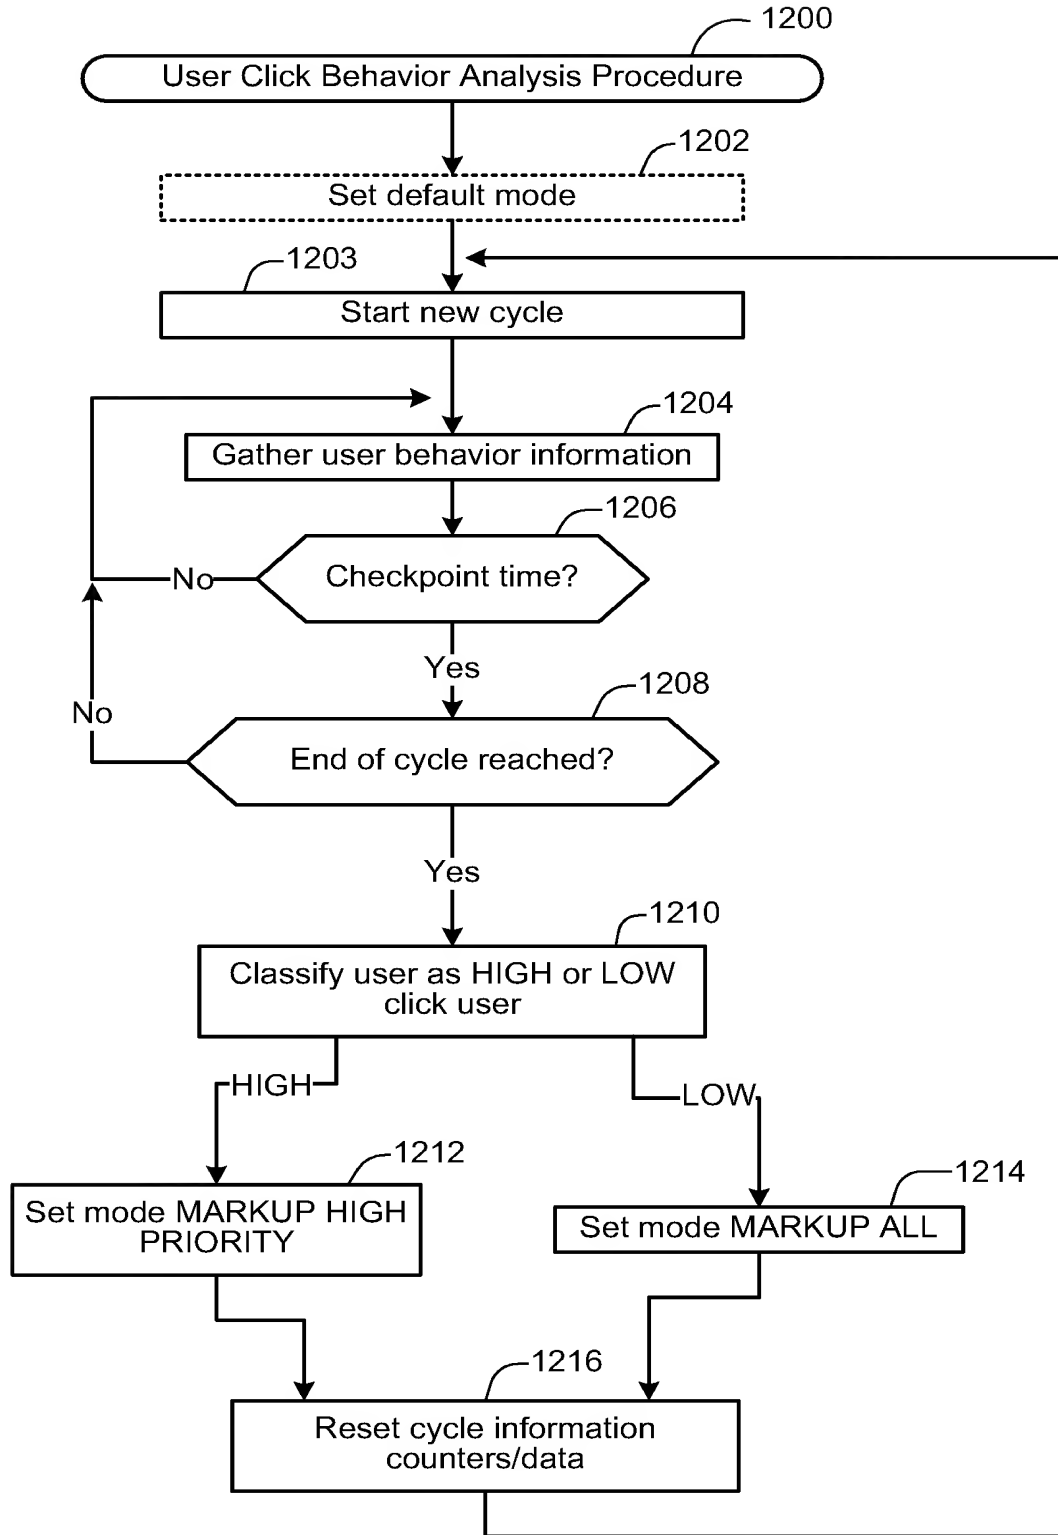 1200
User Click Behavior Analysis Procedure
1202
Set default mode
1203
Start new cycle
1204
Gather user behavior information
1206
Checkpoint time?
No
Yes
1208
No
End of cycle reached?
Yes
1210
Classify user as HIGH or LOW
click user
HIGH
LOW
1212
Set mode MARKUP HIGH
PRIORITY
1214
Set mode MARKUP ALL
1216
Reset cycle information
counters/data